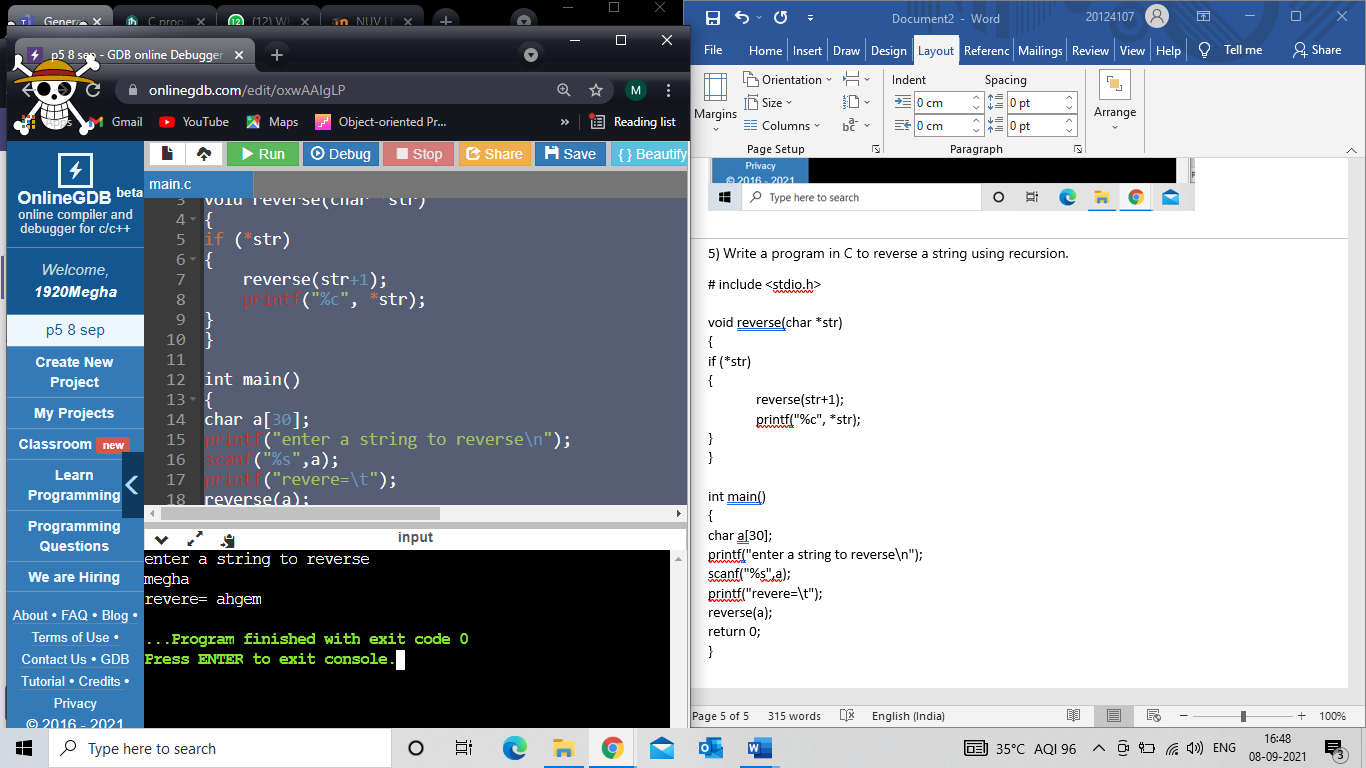 Genera
C prog
(12) W
NUV LM
p5 8 sep - GDB online Debugger
onlinegdb.com/edit/oxwAAIgLP
M
Gmail
YouTube
Maps
Object-oriented Pr...
»
Reading list
Run
Debug
Stop
Share
Save
{ } Beautify
OnlineGDB beta
online compiler and
debugger for c/c++
Welcome,
1920Megha
p5 8 sep
Create New
Project
My Projects
Classroom new
Learn
Programming
Programming
Questions
We are Hiring
About • FAQ • Blog •
Terms of Use •
Contact Us • GDB
Tutorial • Credits •
Privacy
© 2016 - 2021
main.c
3 void reverse(char *str)
4 {
5 if (*str)
6 {
7 reverse(str+1);
8 printf("%c", *str);
9 }
10 }
11
12 int main()
13 {
14 char a[30];
15 printf("enter a string to reverse\n");
16 scanf("%s",a);
17 printf("revere=\t");
18 reverse(a);
input
enter a string to reverse
megha
revere= ahgem
...Program finished with exit code 0
Press ENTER to exit console.
Document2 - Word
20124107
File Home Insert Draw Design Layout Referenc Mailings Review View Help Tell me Share
Margins
Orientation
Size
Columns
Page Setup
Indent
0 cm
0 cm
Spacing
0 pt
0 pt
Paragraph
Arrange
Privacy
© 2016 - 2021
Type here to search
5) Write a program in C to reverse a string using recursion.
# include <stdio.h>
void reverse(char *str)
{
if (*str)
{
reverse(str+1);
printf("%c", *str);
}
}
int main()
{
char a[30];
printf("enter a string to reverse\n");
scanf("%s",a);
printf("revere=\t");
reverse(a);
return 0;
}
Page 5 of 5 315 words English (India) 100%
Type here to search
35°C AQI 96
ENG
16:48
08-09-2021
3